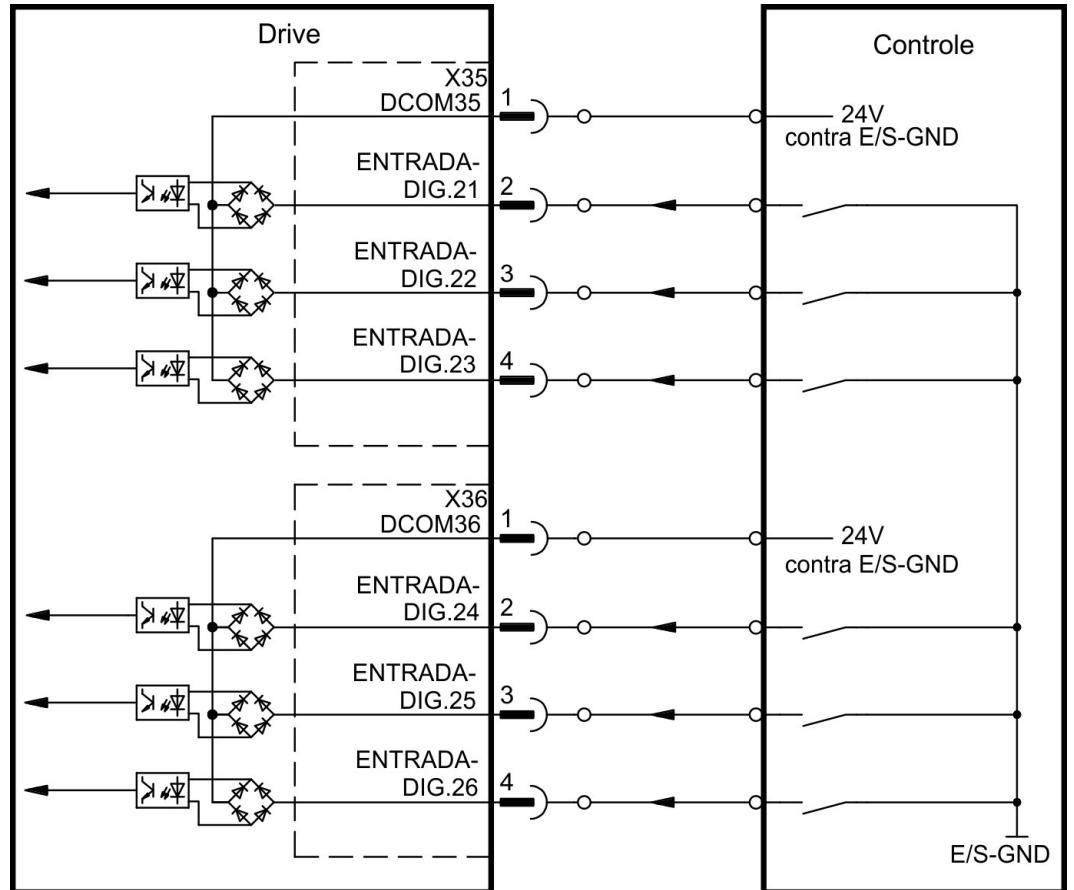 Drive
Controle
X35
DCOM35
1
24V
contra E/S-GND
ENTRADA-
DIG.21
2
ENTRADA-
DIG.22
3
ENTRADA-
DIG.23
4
X36
DCOM36
1
24V
contra E/S-GND
ENTRADA-
DIG.24
2
ENTRADA-
DIG.25
3
ENTRADA-
DIG.26
4
E/S-GND